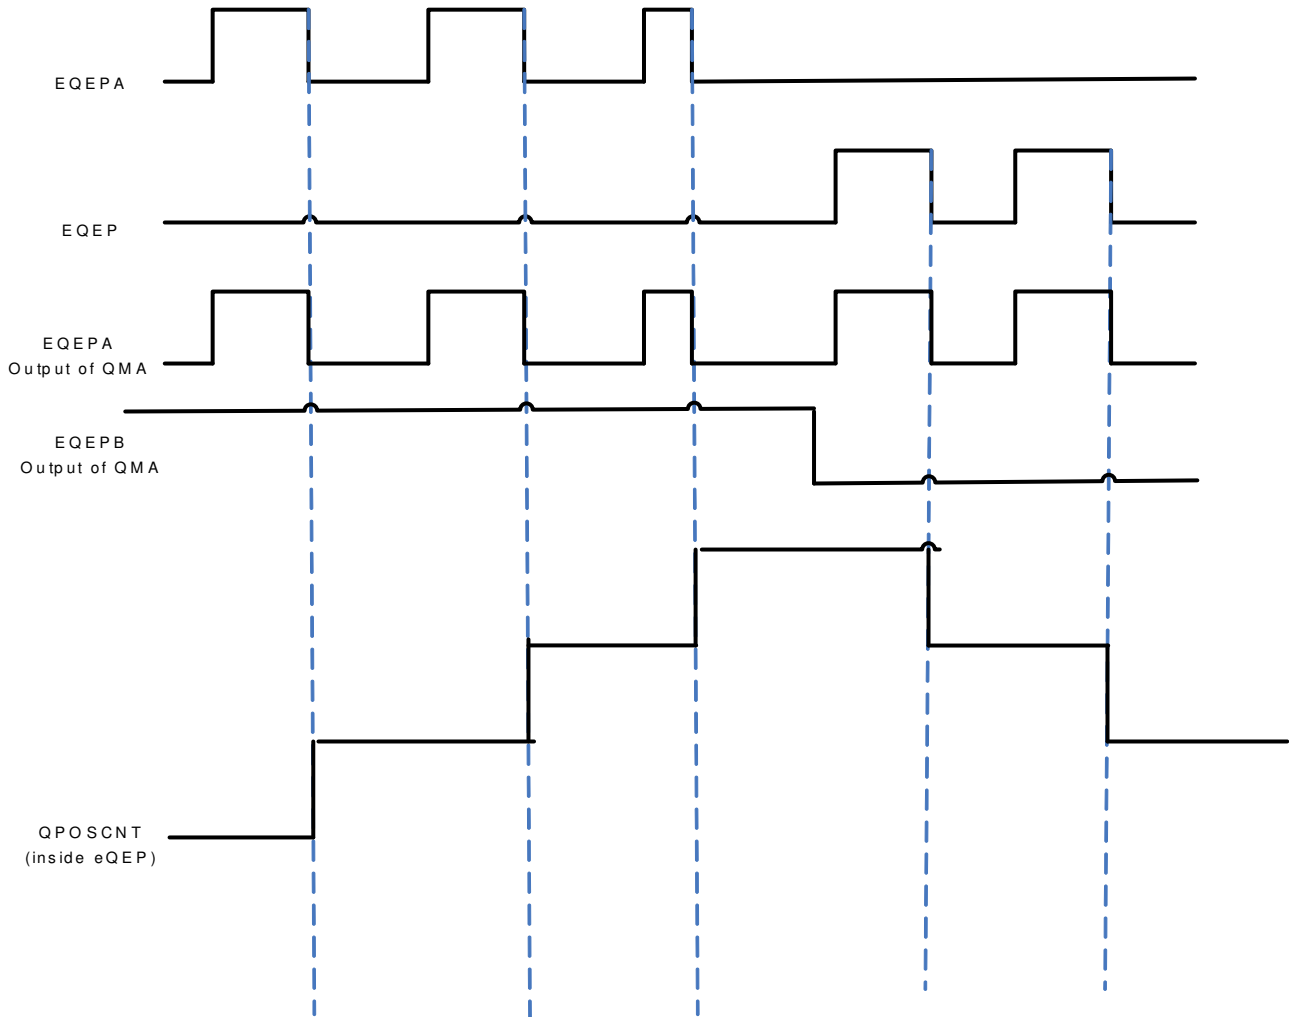 EQEPA
EQEP
EQEPA
Output of QMA
EQEPB
Output of QMA
QPOSCNT
(inside eQEP)